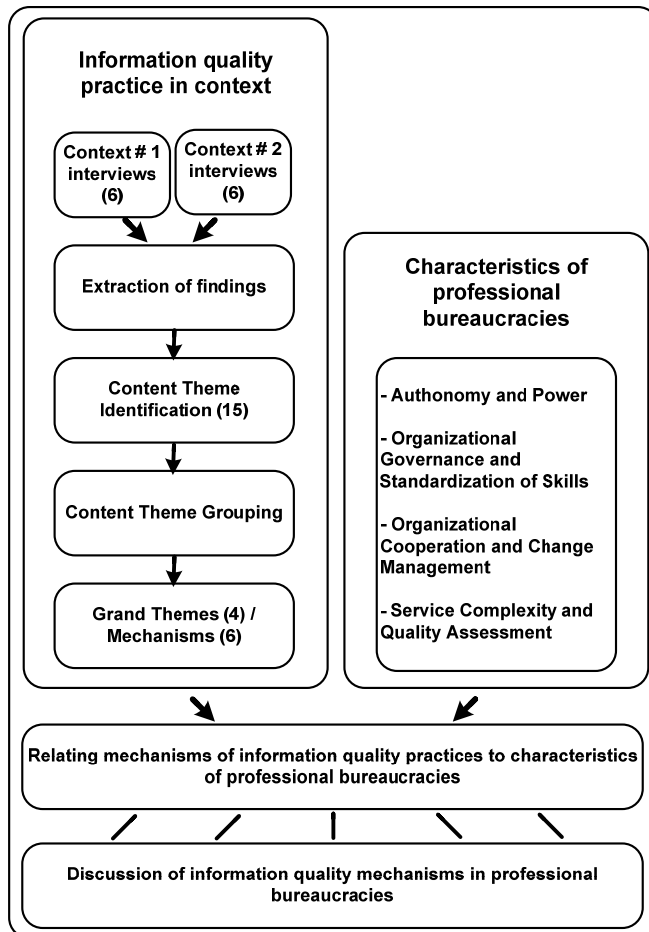 Information quality
practice in context
Context # 1
interviews
(6)
Context # 2
interviews
(6)
Extraction of findings
Content Theme
Identification (15)
Content Theme Grouping
Grand Themes (4) /
Mechanisms (6)
Characteristics of
professional
bureaucracies
- Authonomy and Power
- Organizational
Governance and
Standardization of Skills
- Organizational
Cooperation and Change
Management
- Service Complexity and
Quality Assessment
Relating mechanisms of information quality practices to characteristics
of professional bureaucracies
Discussion of information quality mechanisms in professional
bureaucracies